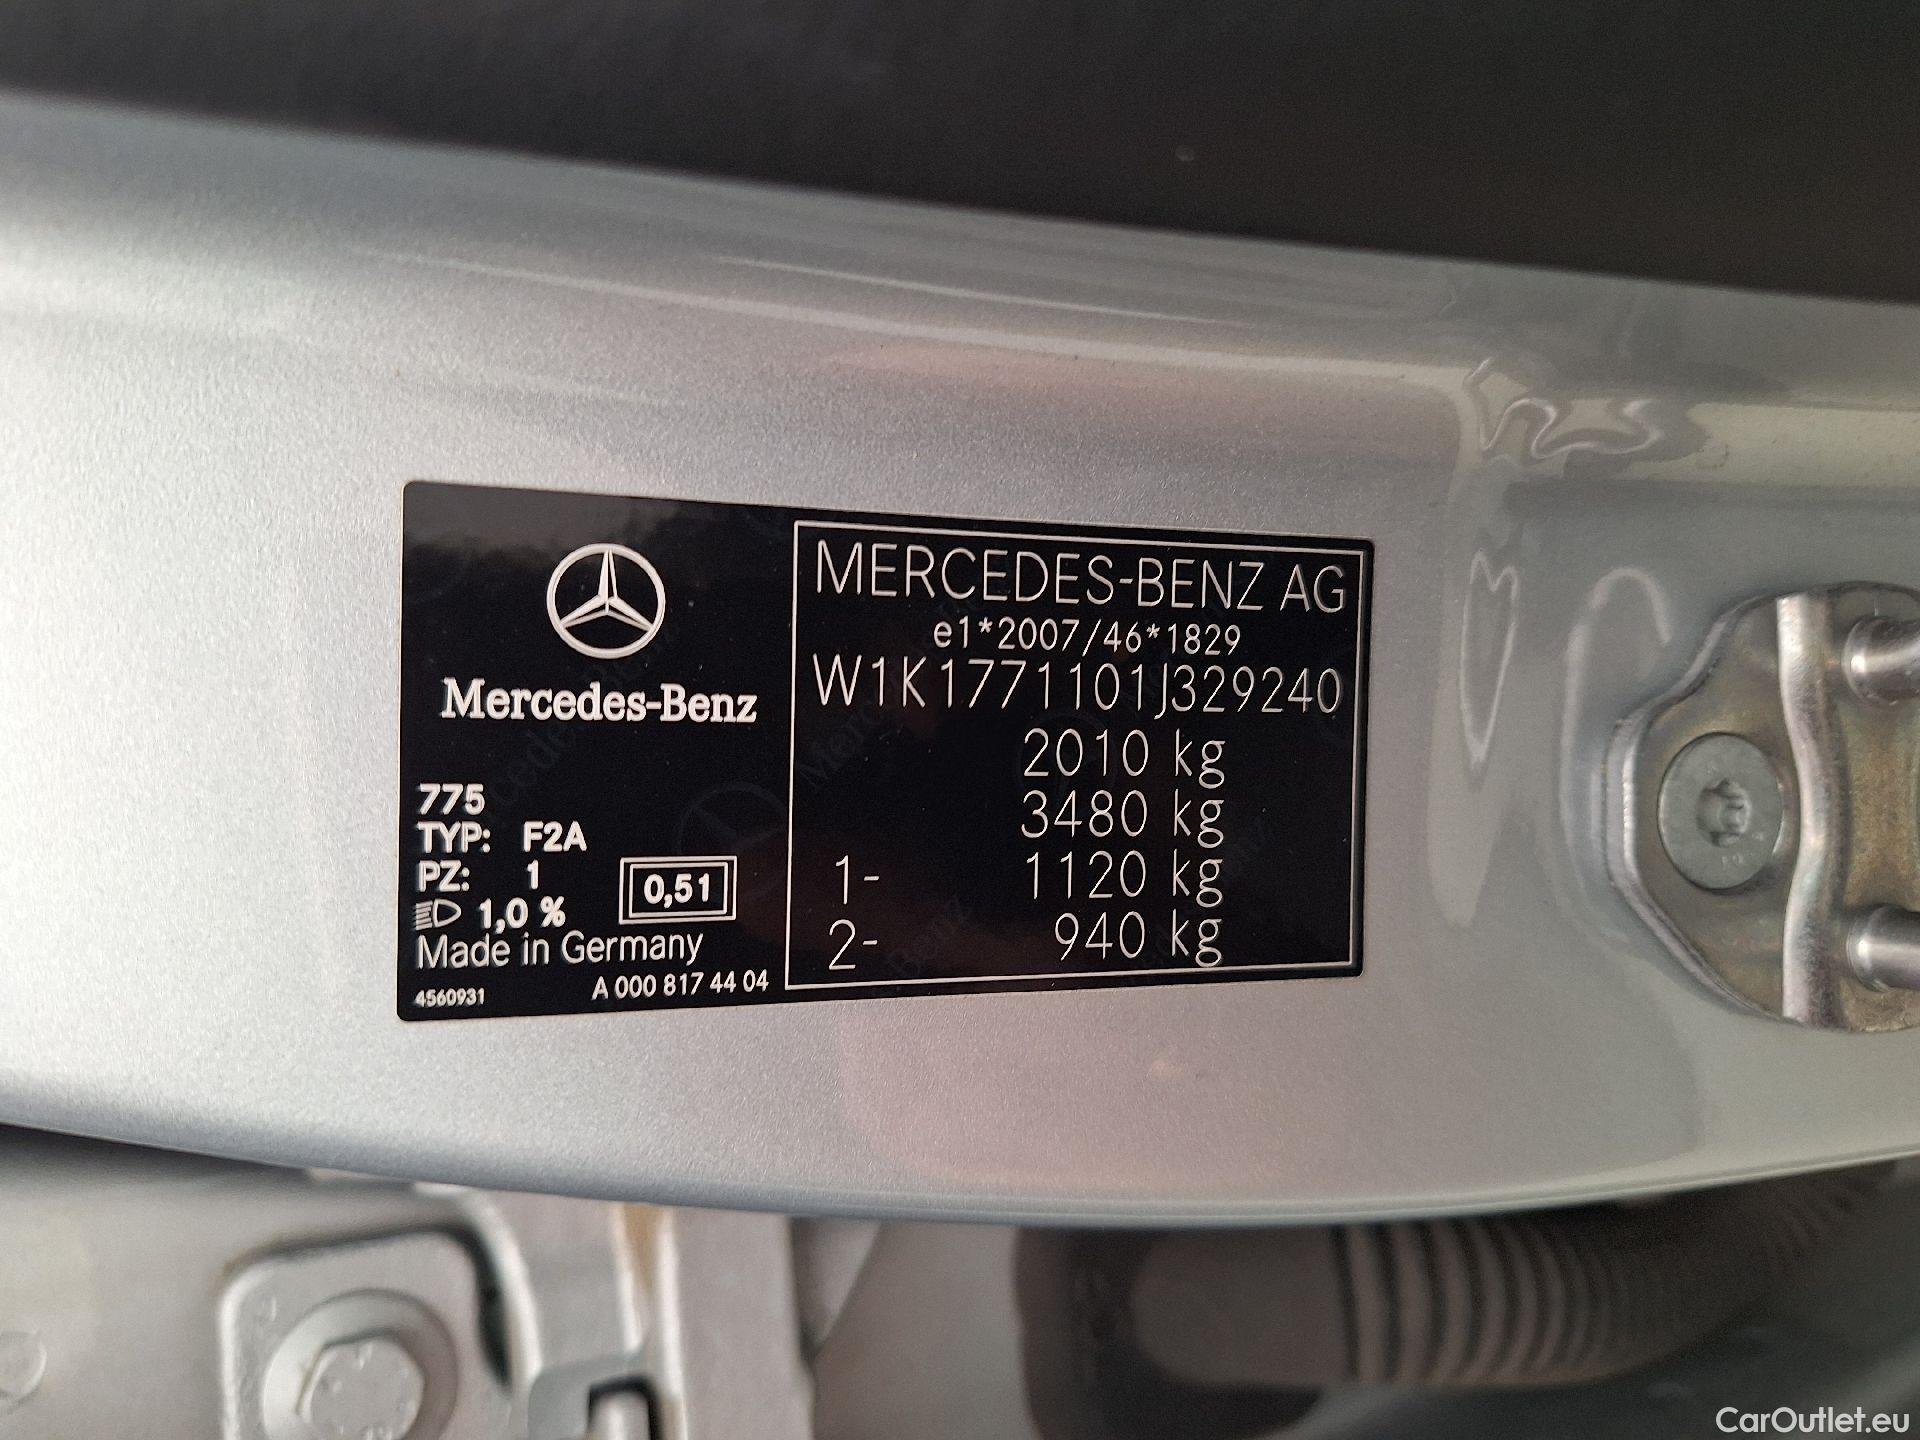 Mercedes-Benz
775
TYP: F2A
PZ: 1
1,0 %
0,51
Made in Germany
4560931
A 000 817 44 04
MERCEDES-BENZ AG
e1*2007/46*1829
W1K1771101J329240
2010 kg
3480 kg
1- 1120 kg
2- 940 kg
CarOutlet.eu